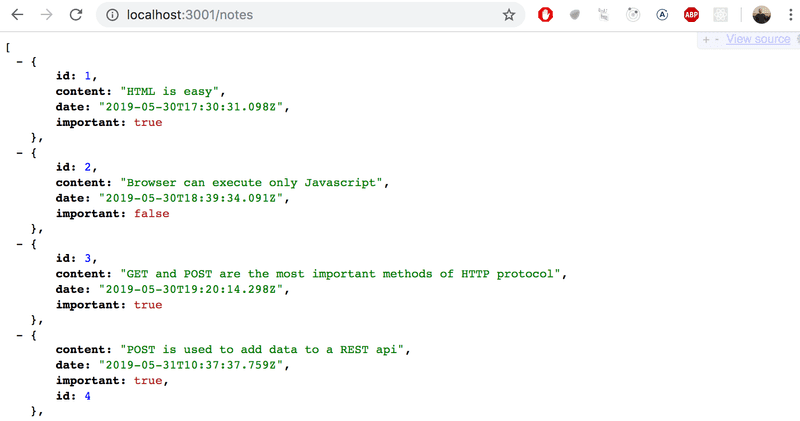 localhost:3001/notes
ABP
+ - View source
[
- {
id: 1,
content: "HTML is easy",
date: "2019-05-30T17:30:31.098Z",
important: true
},
- {
id: 2,
content: "Browser can execute only Javascript",
date: "2019-05-30T18:39:34.091Z",
important: false
},
- {
id: 3,
content: "GET and POST are the most important methods of HTTP protocol",
date: "2019-05-30T19:20:14.298Z",
important: true
},
- {
content: "POST is used to add data to a REST api",
date: "2019-05-31T10:37:37.759Z",
important: true,
id: 4
},